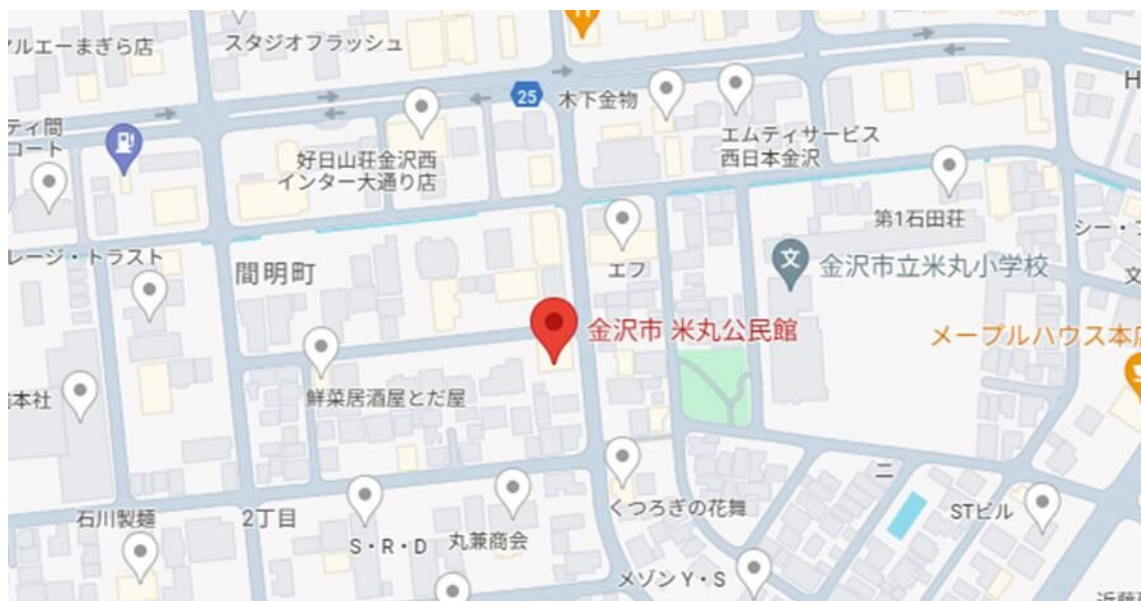 アルエーまぎら店
スタジオフラッシュ
25
木下金物
H
ティ間
コート
好日山荘金沢西
インター大通り店
エムティサービス
西日本金沢
第1石田荘
シー・フ
レージ・トラスト
間明町
エフ
文
金沢市立米丸小学校
文
金沢市 米丸公民館
メープルハウス本店
本社
鮮菜居酒屋とだ屋
二
石川製麺
2丁目
S・R・D
丸兼商会
くつろぎの花舞
STビル
メゾン Y・S